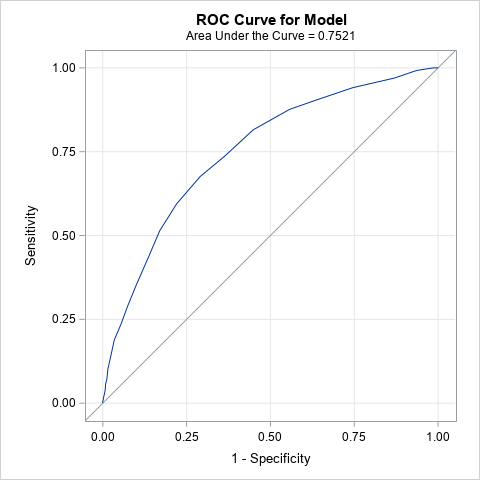 ROC Curve for Model
Area Under the Curve = 0.7521
1.00
0.75
0.50
0.25
0.00
Sensitivity
0.00 0.25 0.50 0.75 1.00
1 - Specificity